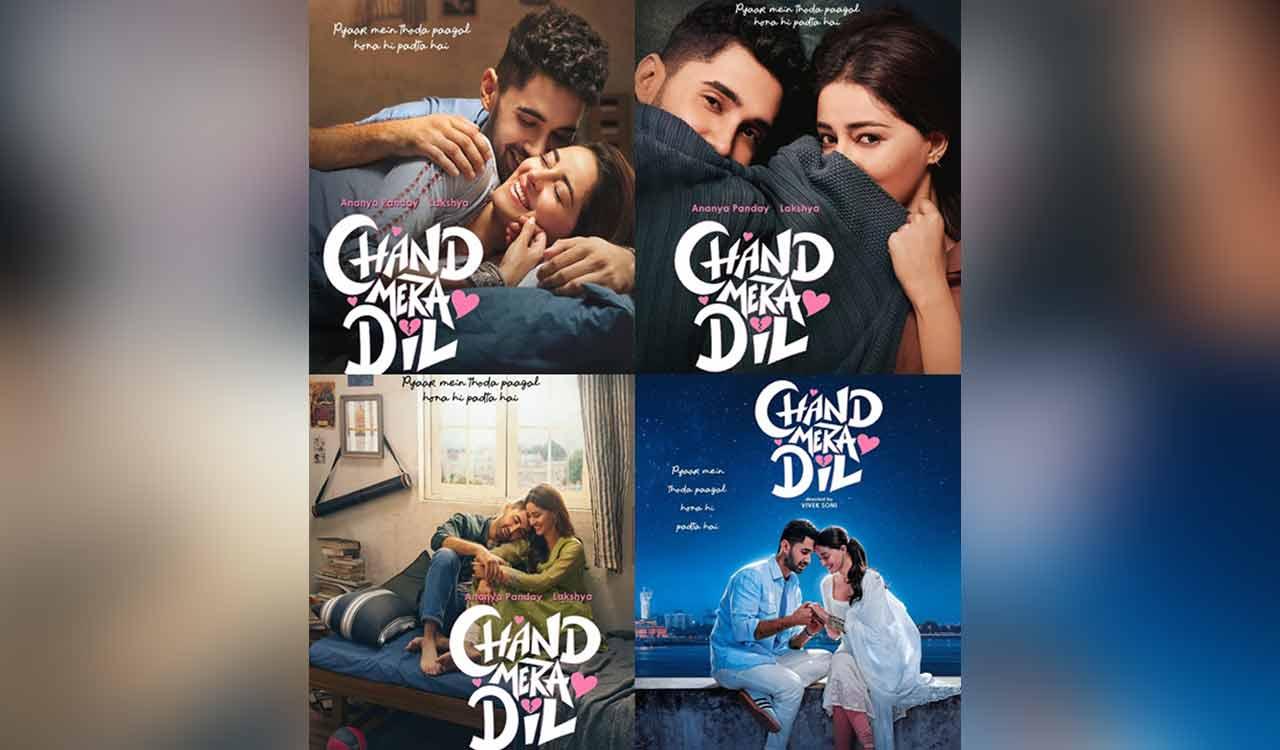 Pyaar mein thoda paagal
hona hi padta hai
Ananya Panday Lakshya
CHAND
MERA
DiL
Pyaar mein thoda paagal
hona hi padta hai
Ananya Panday Lakshya
CHAND
MERA
DiL
Pyaar mein thoda paagal
hona hi padta hai
Ananya Panday Lakshya
CHAND
MERA
DiL
CHAND
MERA
DiL
directed by
VIVEK SONI
Pyaar mein
thoda paagal
hona hi
padta hai